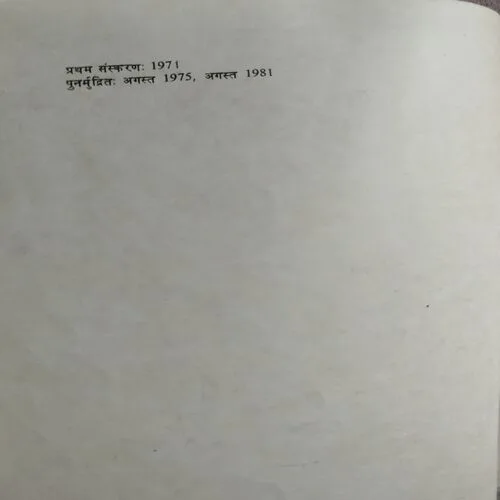 प्रथम संस्करण: 1971
पुनर्मुद्रित: अगस्त 1975, अगस्त 1981